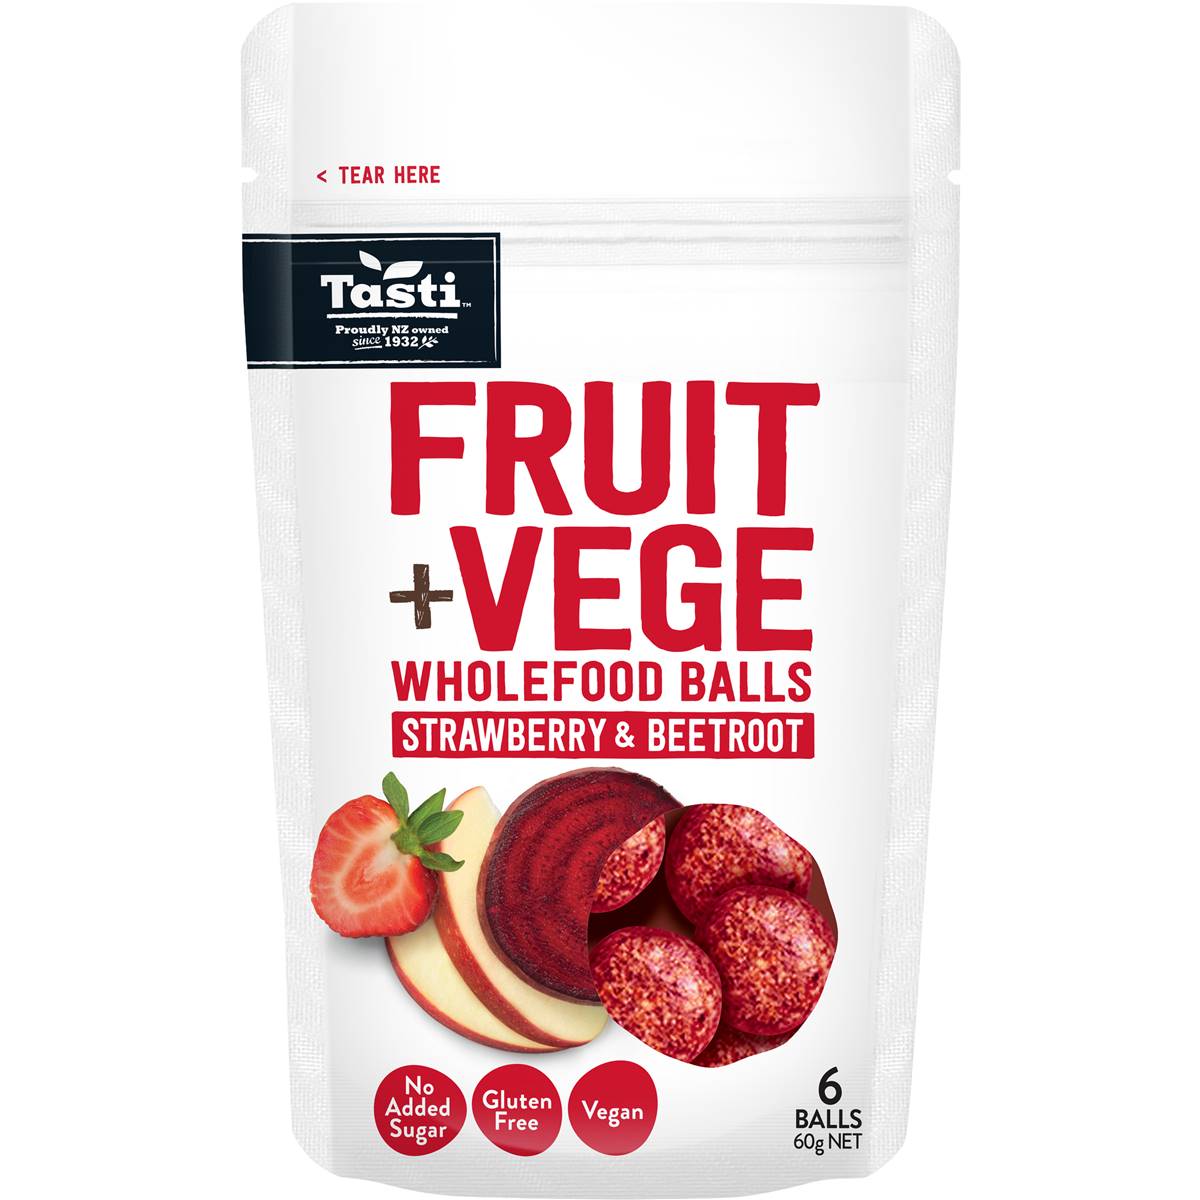 < TEAR HERE
Tasti™
Proudly NZ owned
since 1932
FRUIT
+VEGE
WHOLEFOOD BALLS
STRAWBERRY & BEETROOT
No
Added
Sugar
Gluten
Free
Vegan
6
BALLS
60g NET